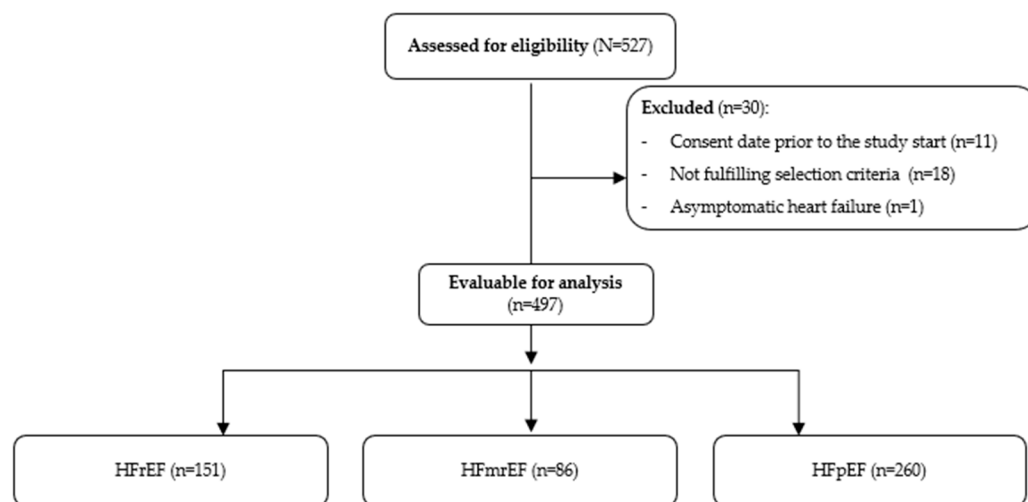 Assessed for eligibility (N=527)
Excluded (n=30):
- Consent date prior to the study start (n=11)
- Not fulfilling selection criteria (n=18)
- Asymptomatic heart failure (n=1)
Evaluable for analysis
(n=497)
HFrEF (n=151)
HFmrEF (n=86)
HFpEF (n=260)